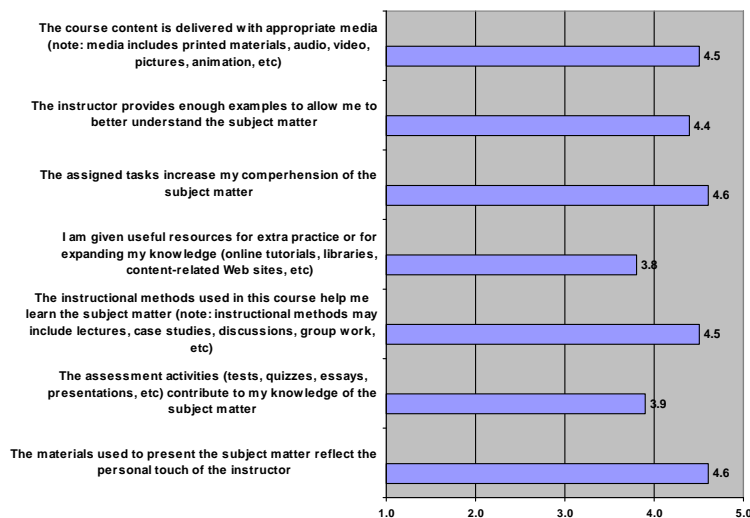 The course content is delivered with appropriate media
(note: media includes printed materials, audio, video,
pictures, animation, etc)
4.5
The instructor provides enough examples to allow me to
better understand the subject matter
4.4
The assigned tasks increase my comperhension of the
subject matter
4.6
I am given useful resources for extra practice or for
expanding my knowledge (online tutorials, libraries,
content-related Web sites, etc)
3.8
The instructional methods used in this course help me
learn the subject matter (note: instructional methods may
include lectures, case studies, discussions, group work,
etc)
4.5
The assessment activities (tests, quizzes, essays,
presentations, etc) contribute to my knowledge of the
subject matter
3.9
The materials used to present the subject matter reflect the
personal touch of the instructor
4.6
1.0 2.0 3.0 4.0 5.0